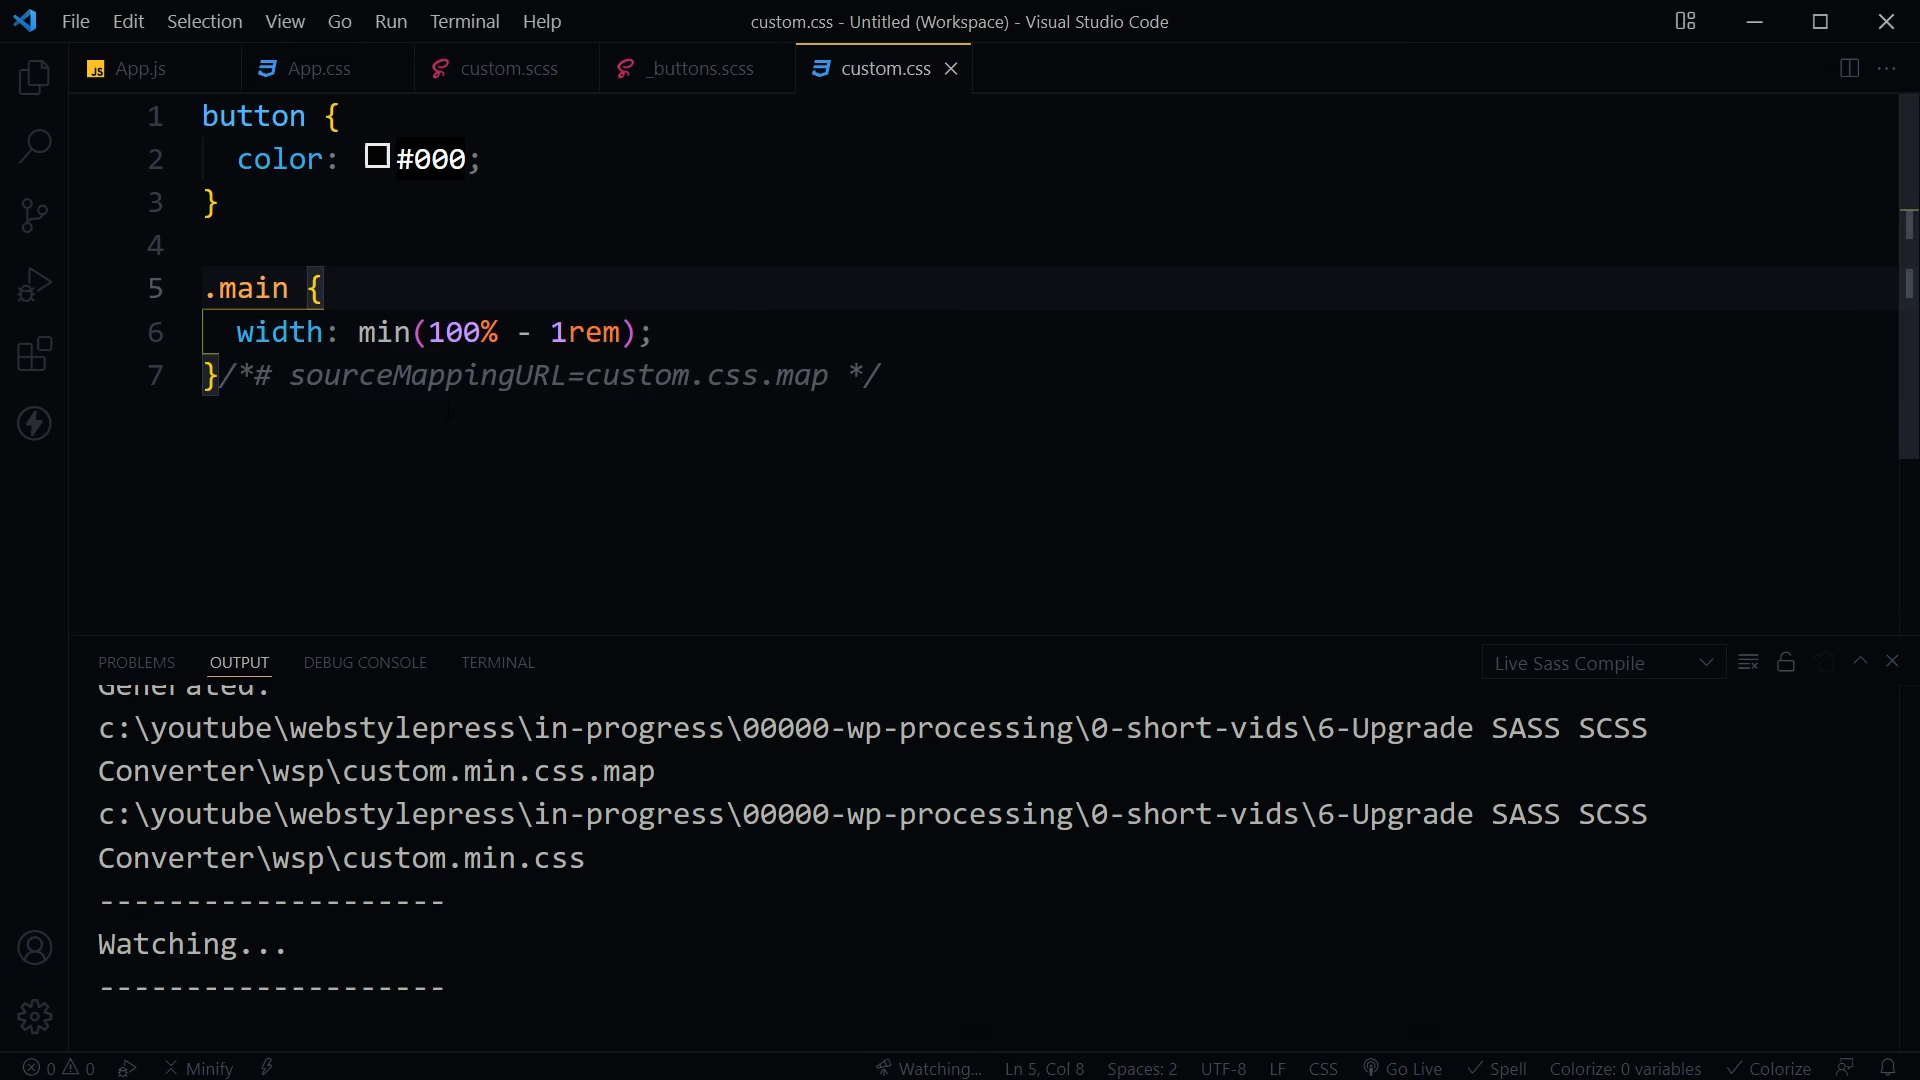 File Edit Selection View Go Run Terminal Help custom.css - Untitled (Workspace) - Visual Studio Code
App.js App.css custom.scss _buttons.scss custom.css
1 button {
2 color: #000;
3 }
4
5 .main {
6 width: min(100% - 1rem);
7 }/*# sourceMappingURL=custom.css.map */
PROBLEMS OUTPUT DEBUG CONSOLE TERMINAL Live Sass Compile
Generated:
c:\youtube\webstylepress\in-progress\00000-wp-processing\0-short-vids\6-Upgrade SASS SCSS
Converter\wsp\custom.min.css.map
c:\youtube\webstylepress\in-progress\00000-wp-processing\0-short-vids\6-Upgrade SASS SCSS
Converter\wsp\custom.min.css
--------------------
Watching...
--------------------
0 0 Minify Watching... Ln 5, Col 8 Spaces: 2 UTF-8 LF CSS Go Live Spell Colorize: 0 variables Colorize